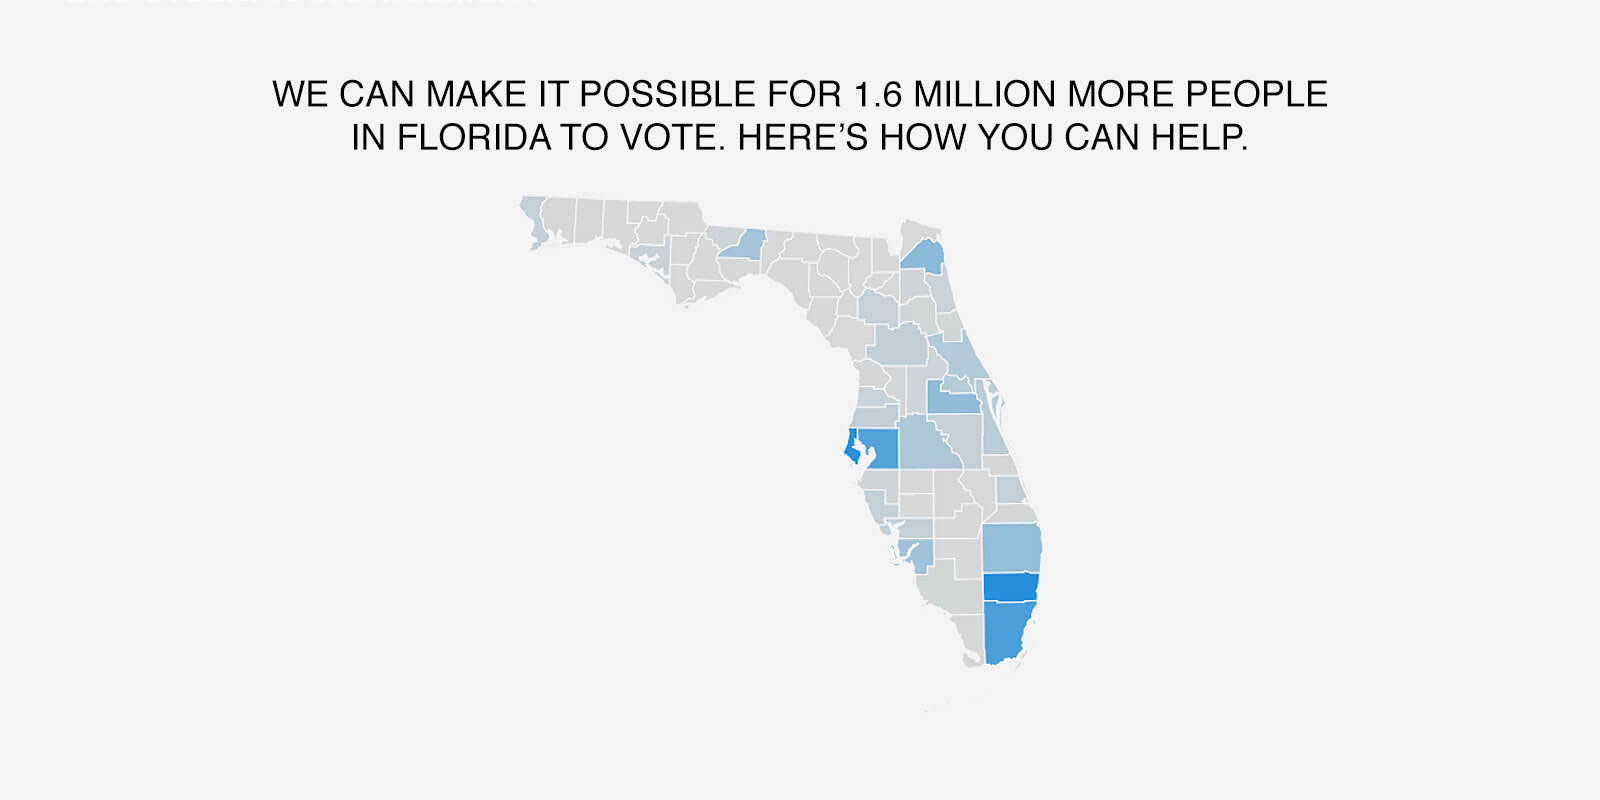 WE CAN MAKE IT POSSIBLE FOR 1.6 MILLION MORE PEOPLE
IN FLORIDA TO VOTE. HERE’S HOW YOU CAN HELP.